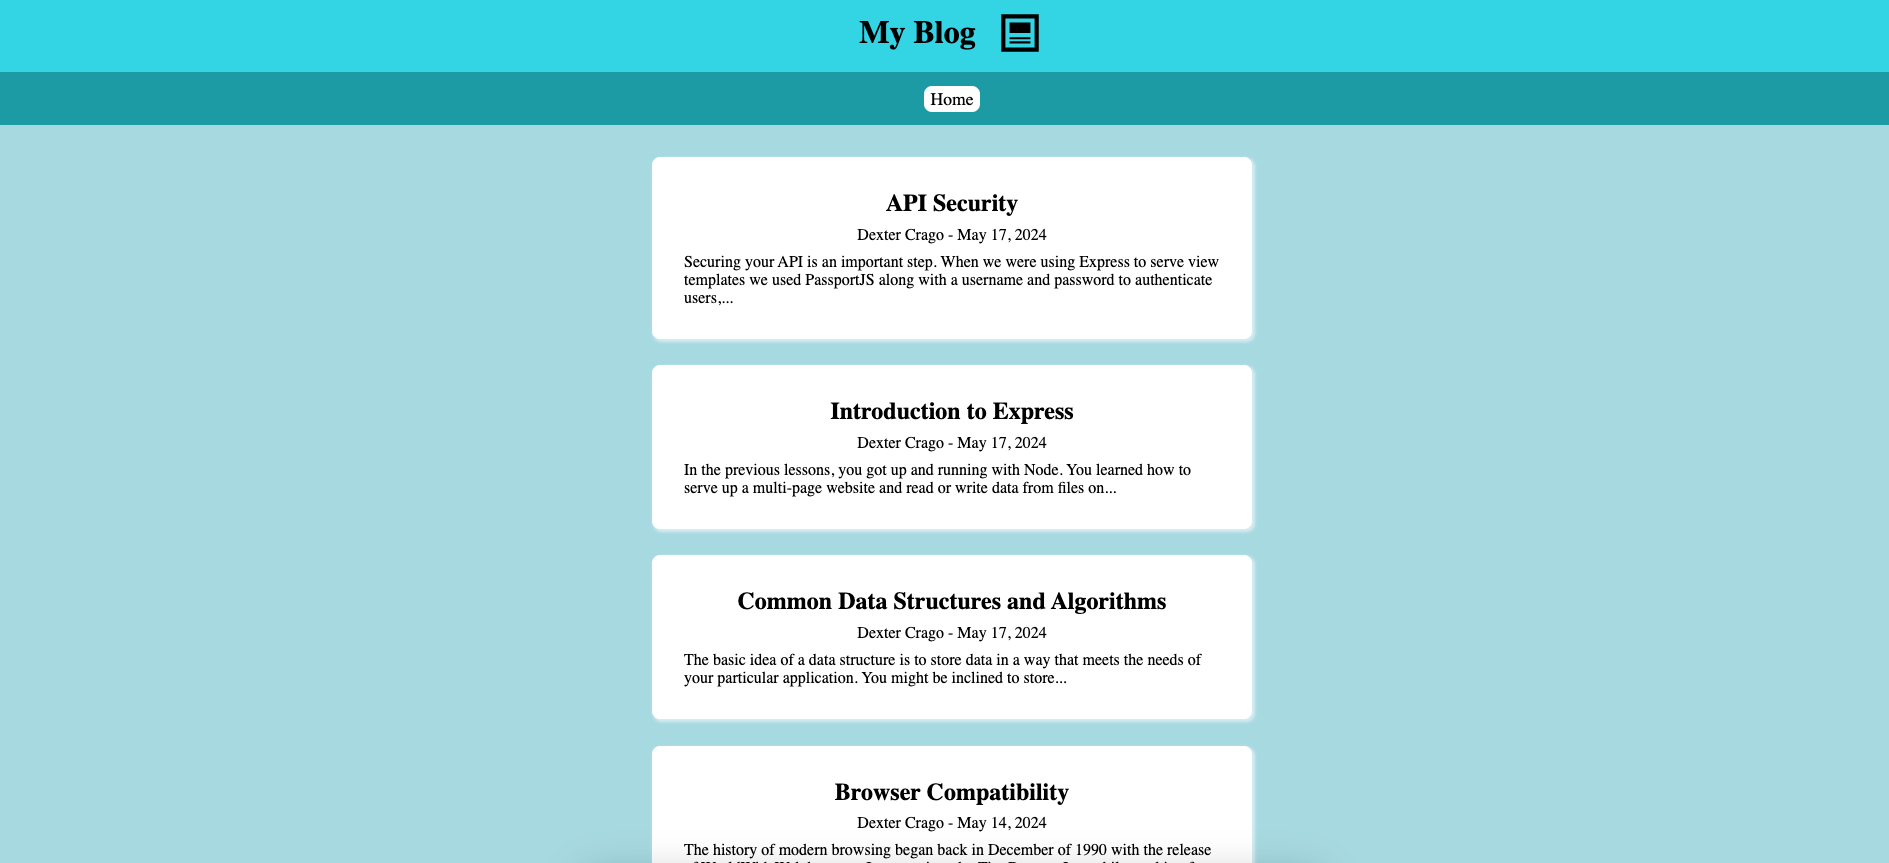 My Blog
Home
API Security
Dexter Crago - May 17, 2024
Securing your API is an important step. When we were using Express to serve view
templates we used PassportJS along with a username and password to authenticate
users,...
Introduction to Express
Dexter Crago - May 17, 2024
In the previous lessons, you got up and running with Node. You learned how to
serve up a multi-page website and read or write data from files on...
Common Data Structures and Algorithms
Dexter Crago - May 17, 2024
The basic idea of a data structure is to store data in a way that meets the needs of
your particular application. You might be inclined to store...
Browser Compatibility
Dexter Crago - May 14, 2024
The history of modern browsing began back in December of 1990 with the release